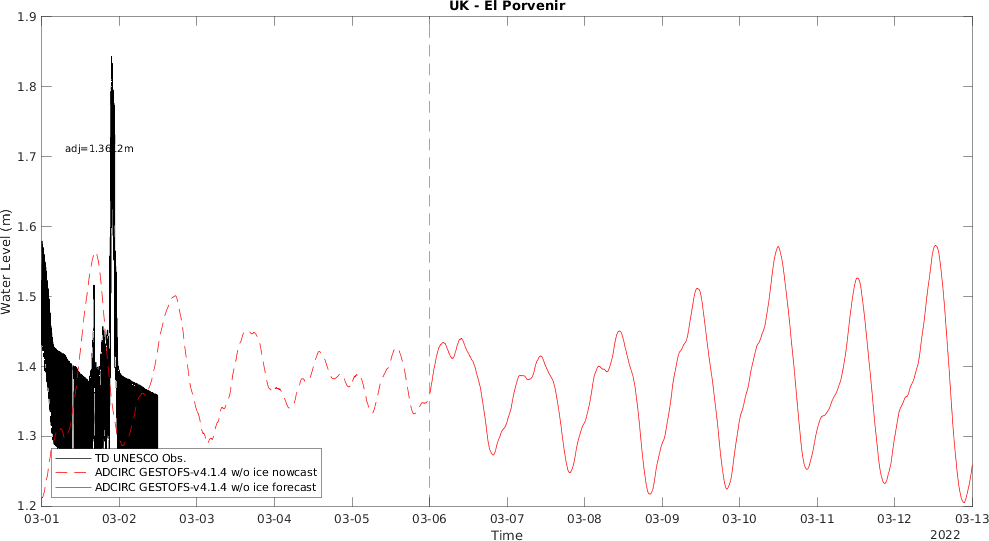 UK - El Porvenir
1.9
1.8
1.7
1.6
1.5
1.4
1.3
1.2
Water Level (m)
TD UNESCO Obs.
ADCIRC GESTOFS-v4.1.4 w/o ice nowcast
ADCIRC GESTOFS-v4.1.4 w/o ice forecast
03-01 03-02 03-03 03-04 03-05 03-06 03-07 03-08 03-09 03-10 03-11 03-12 03-13
Time
2022